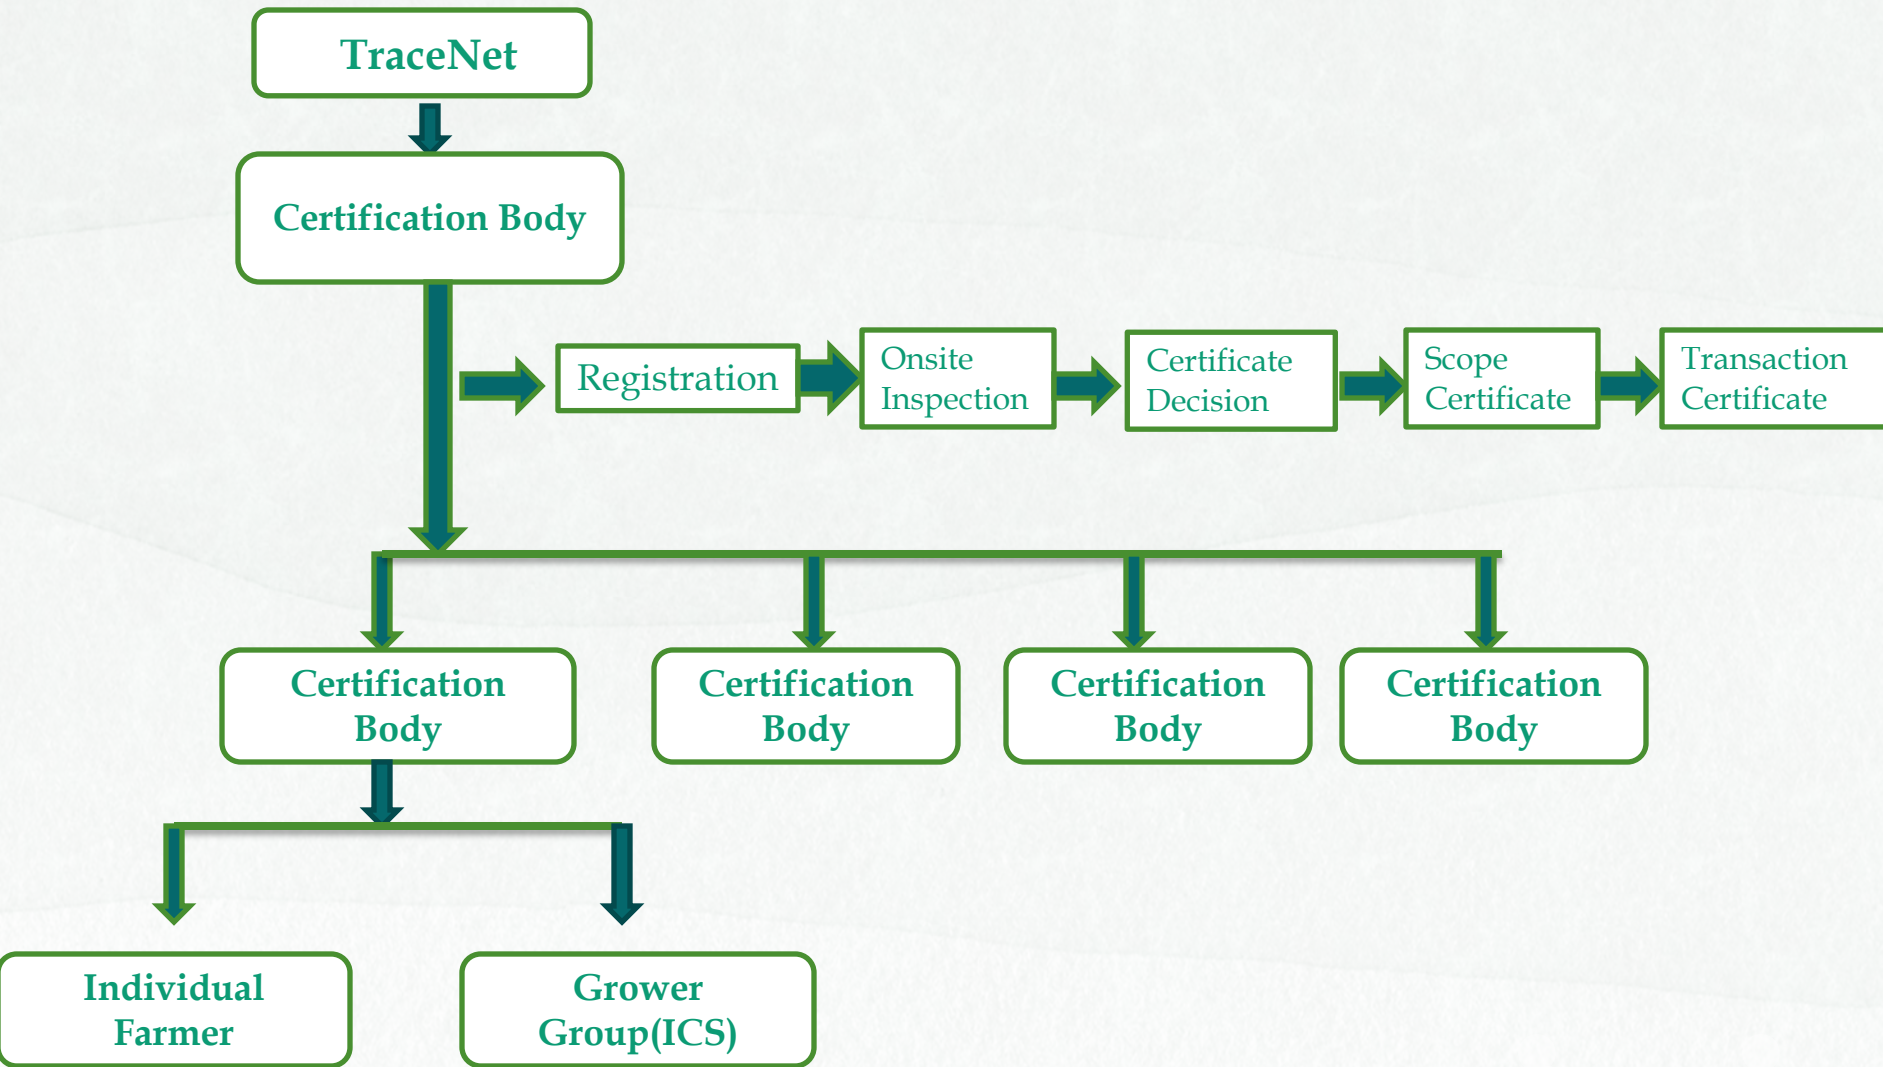 TraceNet
Certification Body
Registration
Onsite
Inspection
Certificate
Decision
Scope
Certificate
Transaction
Certificate
Certification
Body
Certification
Body
Certification
Body
Certification
Body
Individual
Farmer
Grower
Group(ICS)